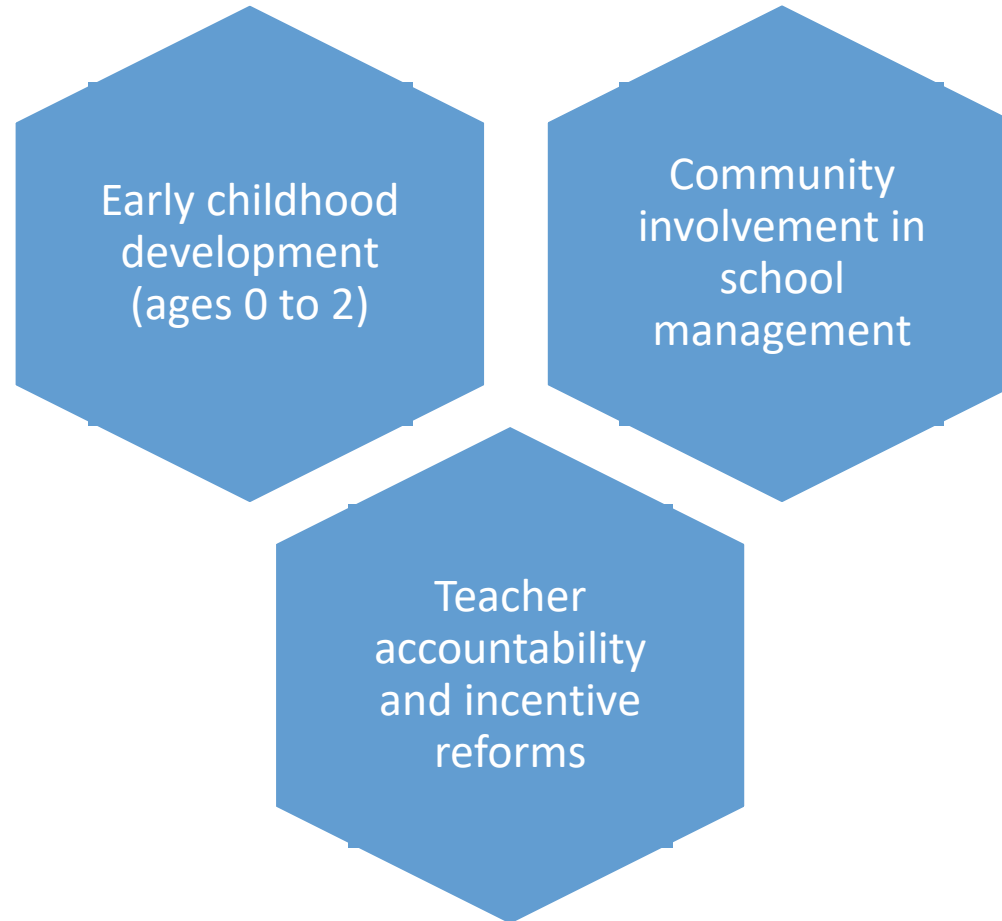 Early childhood
development
(ages 0 to 2)
Community
involvement in
school
management
Teacher
accountability
and incentive
reforms